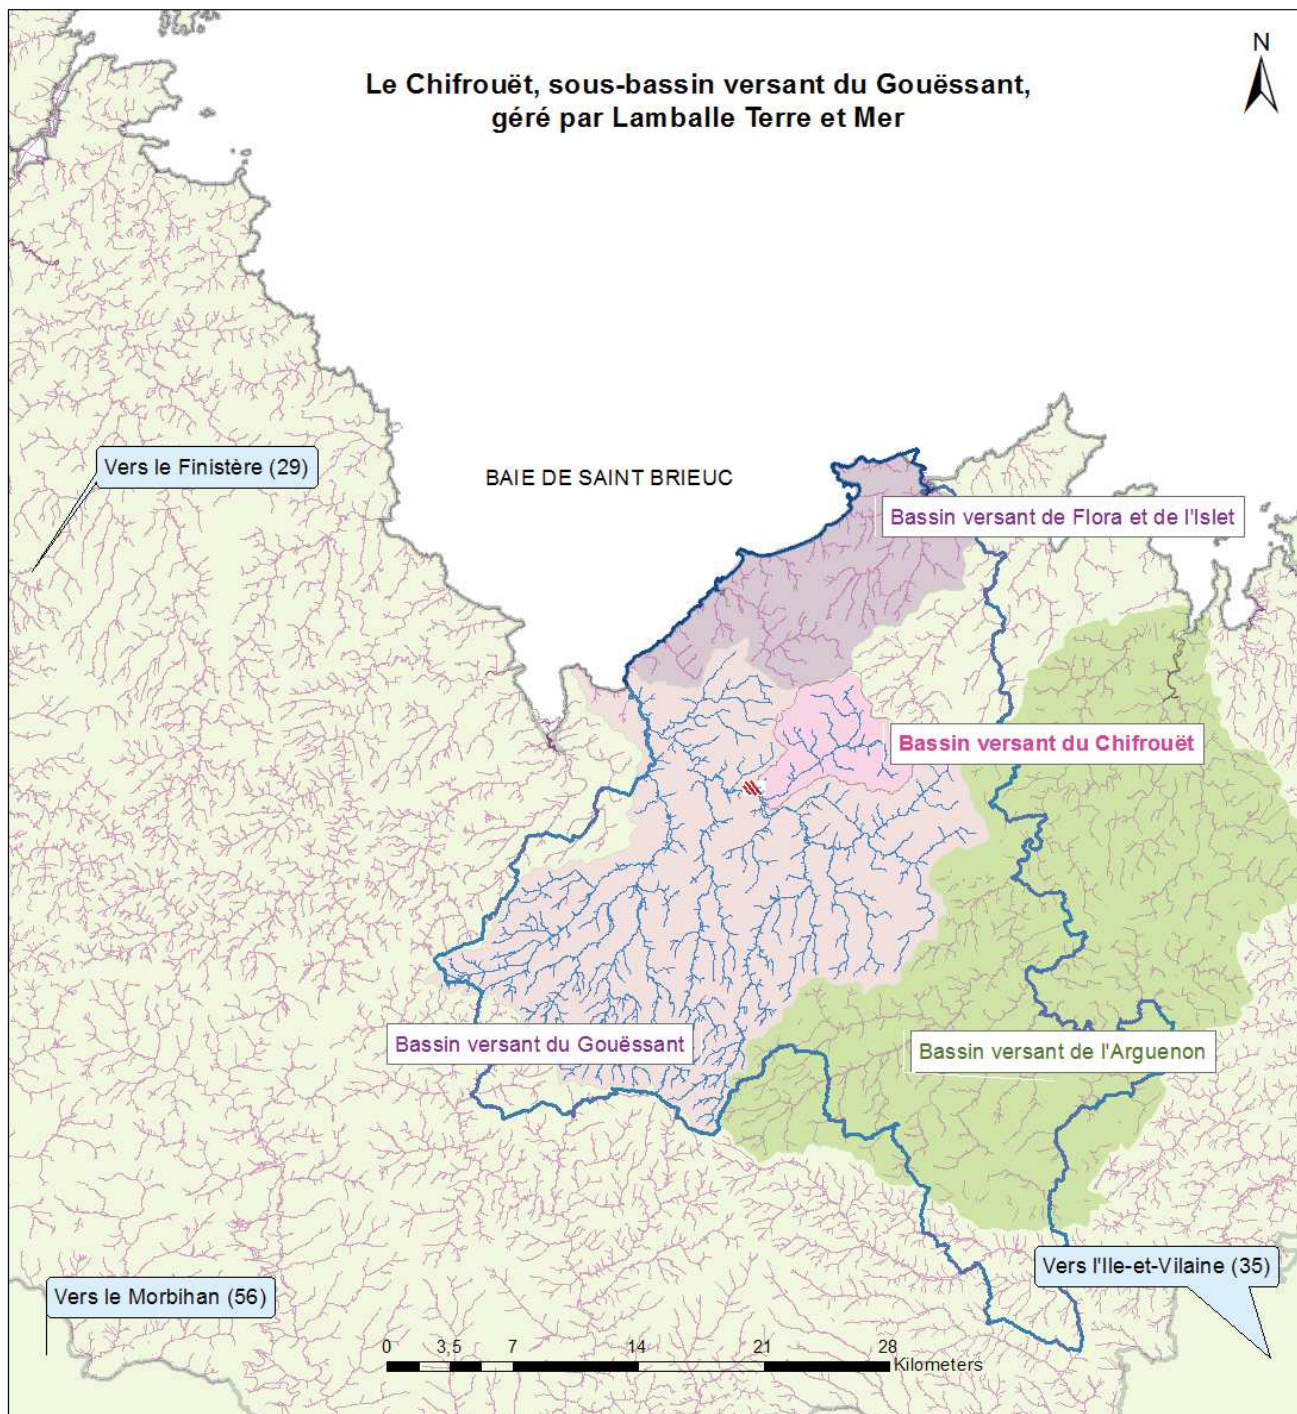 N
Le Chifrouët, sous-bassin versant du Gouëssant,
géré par Lamballe Terre et Mer
Vers le Finistère (29)
BAIE DE SAINT BRIEUC
Bassin versant de Flora et de l'Islet
Bassin versant du Chifrouët
Bassin versant du Gouëssant
Bassin versant de l'Arguenon
Vers l'Ile-et-Vilaine (35)
Vers le Morbihan (56)
0 3,5 7 14 21 28
Kilometers